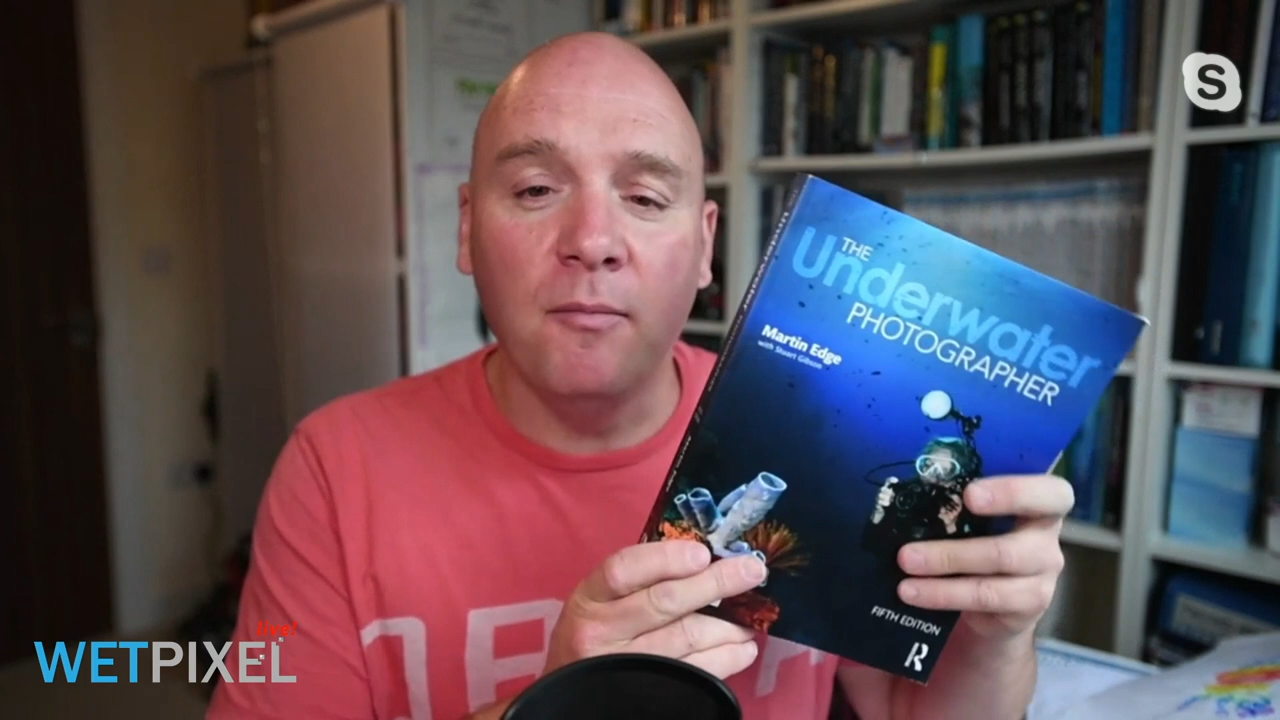 S
THE
Underwater
PHOTOGRAPHER
Martin Edge
with Stuart Gibson
FIFTH EDITION
R
live!
WETPIXEL